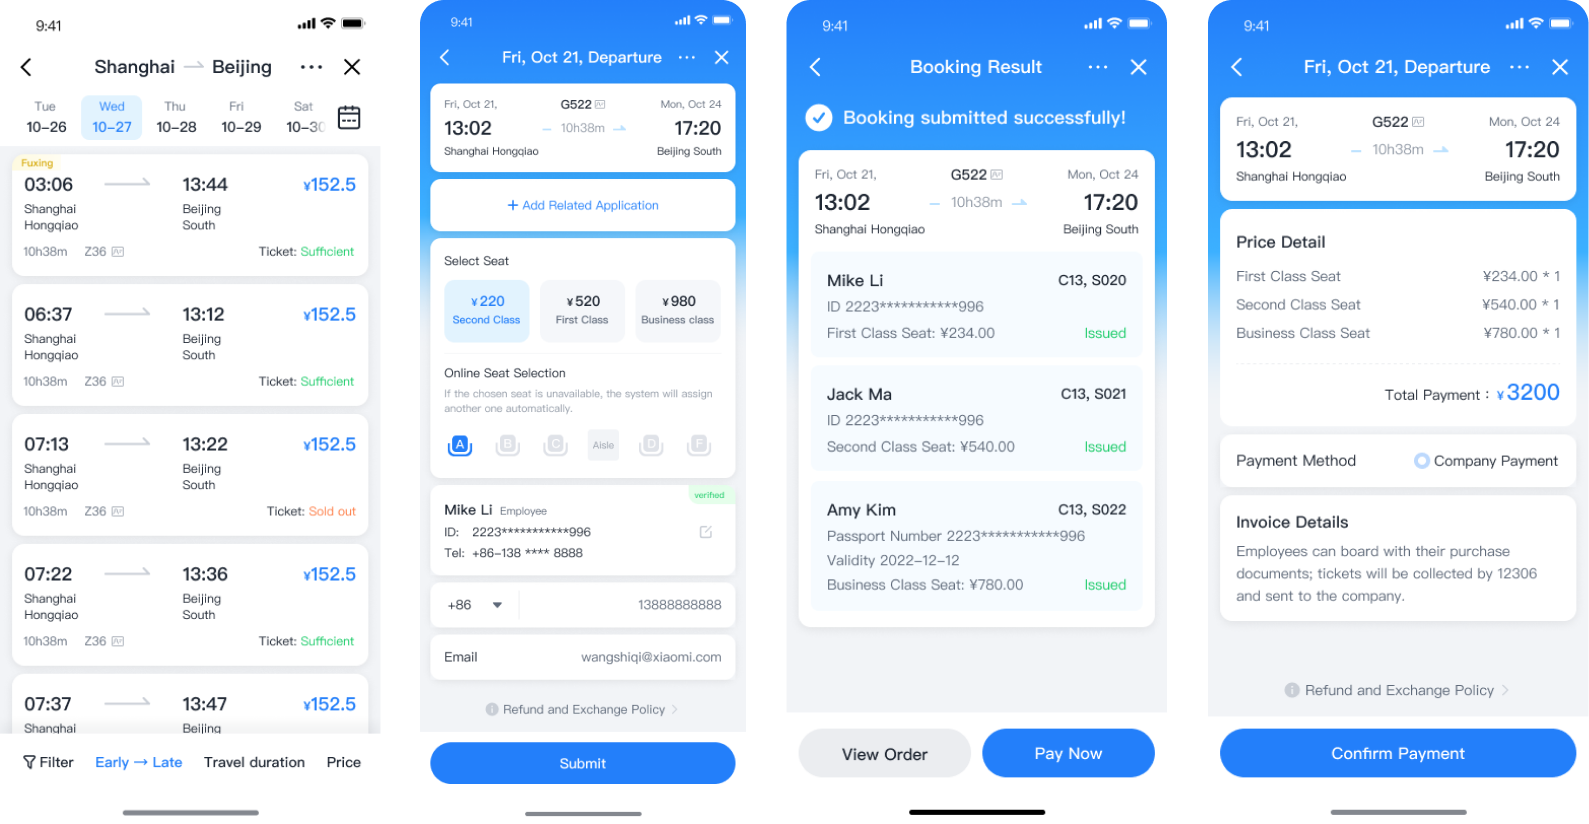 9:41
Shanghai
Beijing
Tue
Wed
Thu
Fri
Sat
10-26
10-27
10-28
10-29
10-30
Fuxing
03:06
13:44
¥152.5
Shanghai
Hongqiao
Beijing
South
10h38m
Z36
Ticket: Sufficient
06:37
13:12
¥152.5
Shanghai
Hongqiao
Beijing
South
10h38m
Z36
Ticket: Sufficient
07:13
13:22
¥152.5
Shanghai
Hongqiao
Beijing
South
10h38m
Z36
Ticket: Sold out
07:22
13:36
¥152.5
Shanghai
Hongqiao
Beijing
South
10h38m
Z36
Ticket: Sufficient
07:37
13:47
¥152.5
Shanghai
Beijing
Filter
Early → Late
Travel duration
Price
9:41
Fri, Oct 21, Departure
Fri, Oct 21,
G522
Mon, Oct 24
13:02
10h38m
17:20
Shanghai Hongqiao
Beijing South
+ Add Related Application
Select Seat
¥ 220
Second Class
¥ 520
First Class
¥ 980
Business class
Online Seat Selection
If the chosen seat is unavailable, the system will assign
another one automatically.
A
B
C
Aisle
D
F
verified
Mike Li Employee
ID: 2223***********996
Tel: +86-138 **** 8888
+86
13888888888
Email
wangshiqi@xiaomi.com
Refund and Exchange Policy
Submit
9:41
Booking Result
Booking submitted successfully!
Fri, Oct 21,
G522
Mon, Oct 24
13:02
10h38m
17:20
Shanghai Hongqiao
Beijing South
Mike Li
C13, S020
ID 2223***********996
First Class Seat: ¥234.00
Issued
Jack Ma
C13, S021
ID 2223***********996
Second Class Seat: ¥540.00
Issued
Amy Kim
C13, S022
Passport Number 2223***********996
Validity 2022-12-12
Business Class Seat: ¥780.00
Issued
View Order
Pay Now
9:41
Fri, Oct 21, Departure
Fri, Oct 21,
G522
Mon, Oct 24
13:02
10h38m
17:20
Shanghai Hongqiao
Beijing South
Price Detail
First Class Seat
¥234.00 * 1
Second Class Seat
¥540.00 * 1
Business Class Seat
¥780.00 * 1
Total Payment : ¥ 3200
Payment Method
Company Payment
Invoice Details
Employees can board with their purchase
documents; tickets will be collected by 12306
and sent to the company.
Refund and Exchange Policy
Confirm Payment